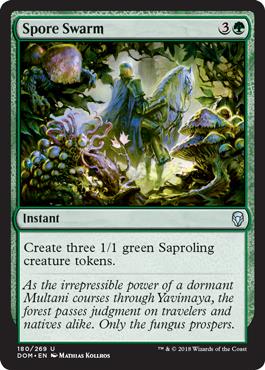 Spore Swarm 3
Instant
Create three 1/1 green Saproling
creature tokens.
As the irrepressible power of a dormant
Multani courses through Yavimaya, the
forest passes judgment on travelers and
natives alike. Only the fungus prospers.
180/269 U
DOM • EN Mathias Kollros
™ & © 2018 Wizards of the Coast